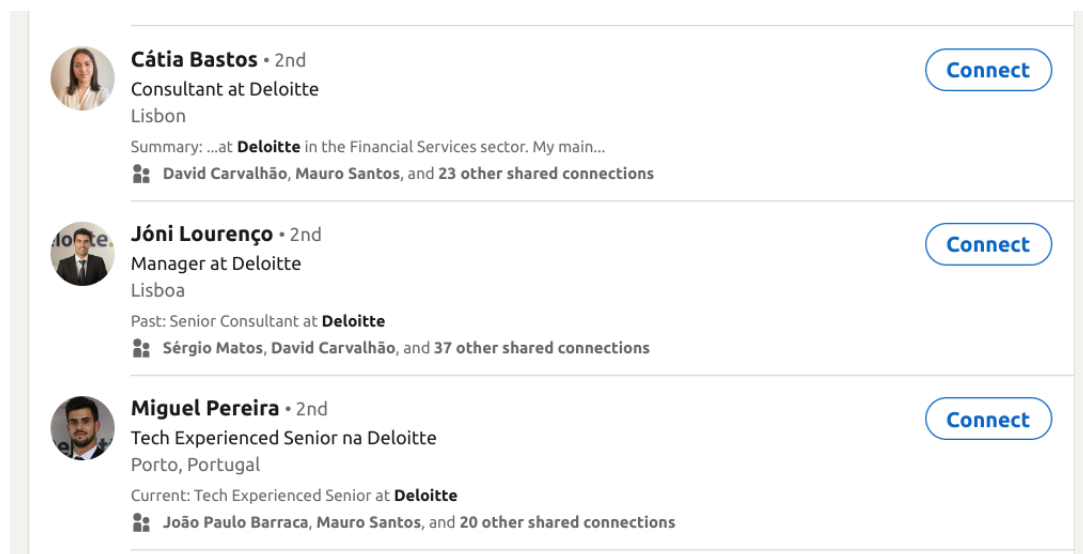 Cátia Bastos • 2nd
Connect
Consultant at Deloitte
Lisbon
Summary: ...at Deloitte in the Financial Services sector. My main...
David Carvalhão, Mauro Santos, and 23 other shared connections
Jóni Lourenço • 2nd
Connect
Manager at Deloitte
Lisboa
Past: Senior Consultant at Deloitte
Sérgio Matos, David Carvalhão, and 37 other shared connections
Miguel Pereira • 2nd
Connect
Tech Experienced Senior na Deloitte
Porto, Portugal
Current: Tech Experienced Senior at Deloitte
João Paulo Barraca, Mauro Santos, and 20 other shared connections